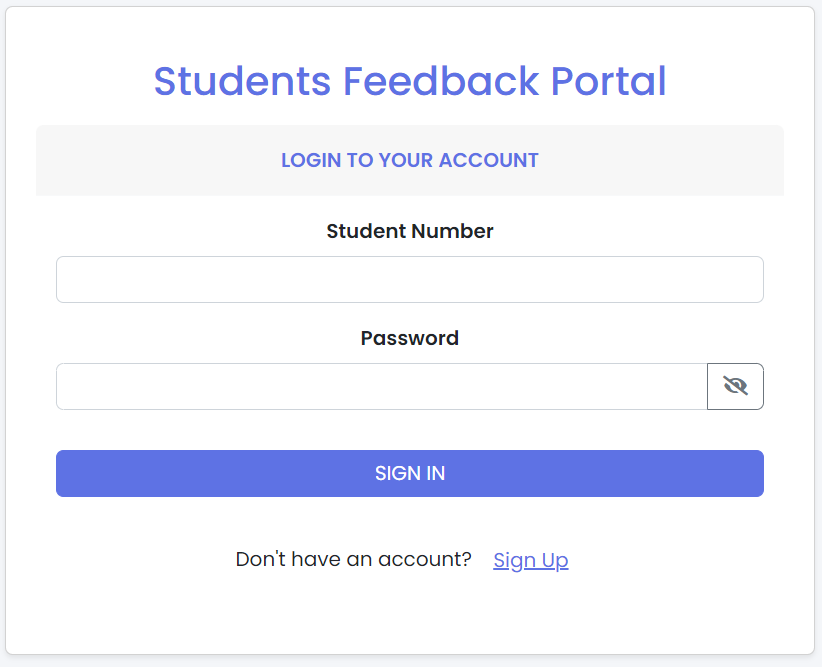 Students Feedback Portal
LOGIN TO YOUR ACCOUNT
Student Number
Password
SIGN IN
Don't have an account? Sign Up